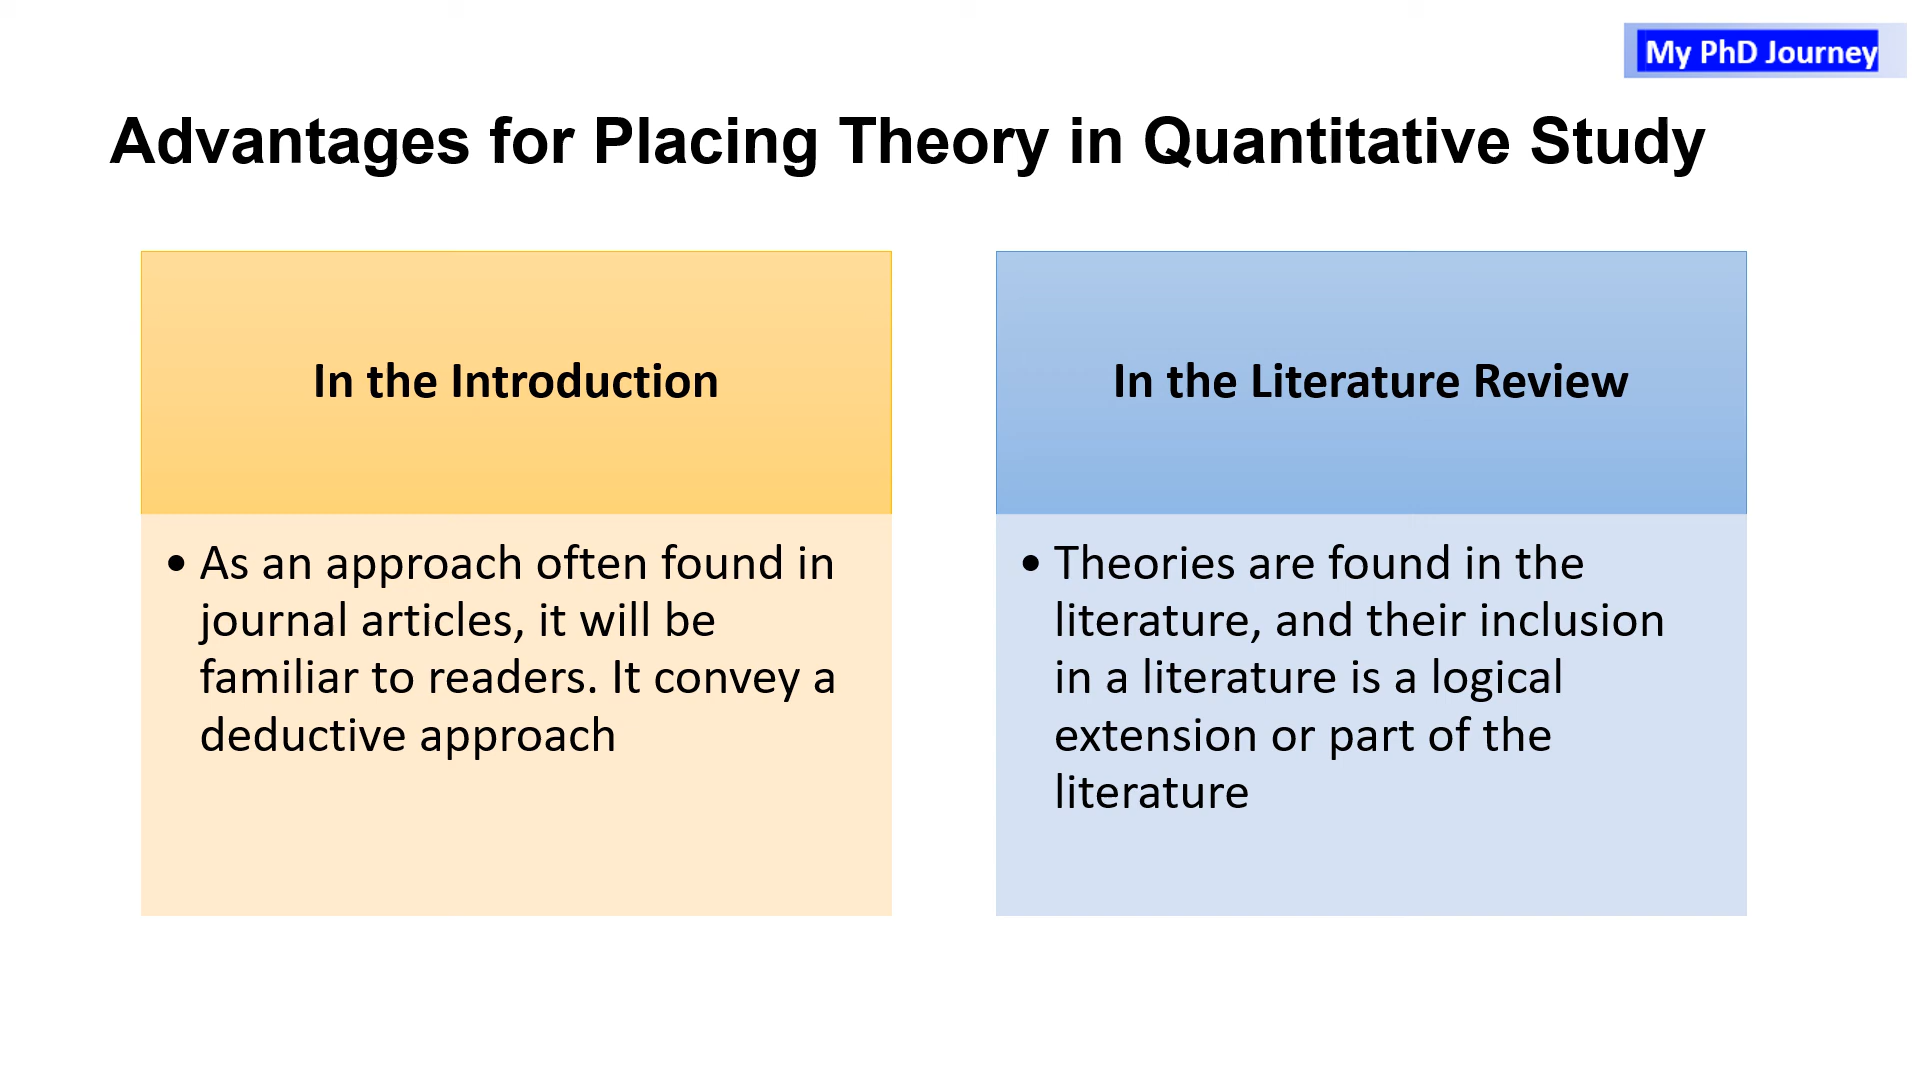 My PhD Journey
Advantages for Placing Theory in Quantitative Study
In the Introduction
• As an approach often found in
journal articles, it will be
familiar to readers. It convey a
deductive approach
In the Literature Review
• Theories are found in the
literature, and their inclusion
in a literature is a logical
extension or part of the
literature